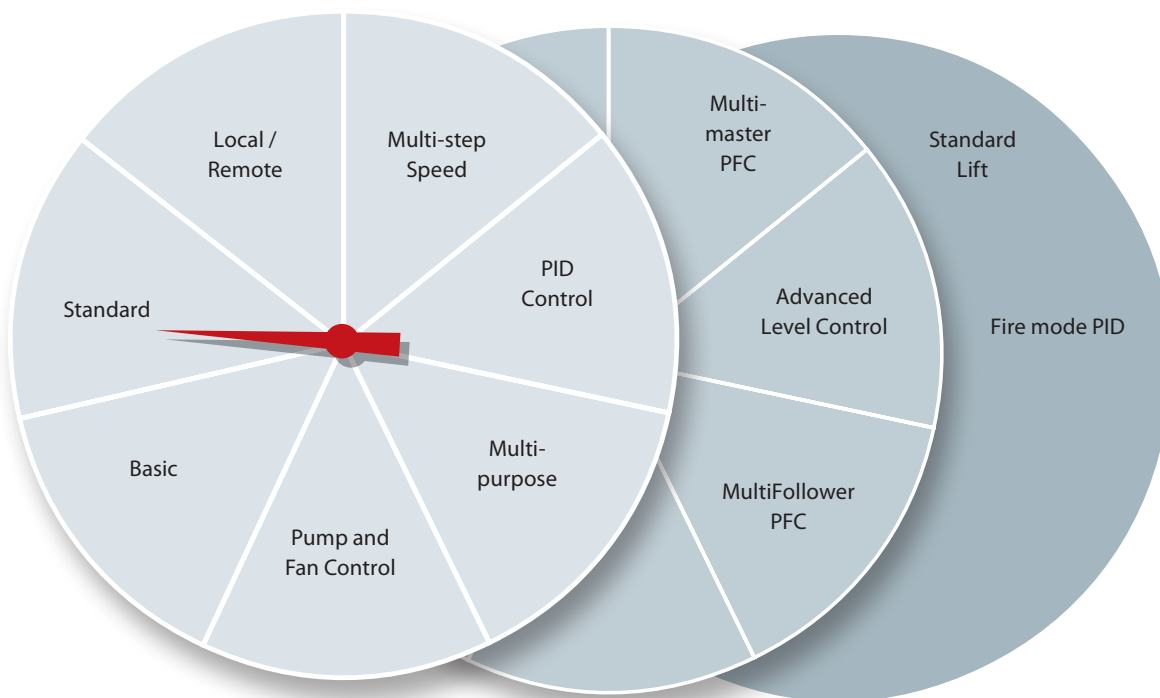 Local /
Remote
Multi-step
Speed
Standard
PID
Control
Basic
Multi-
purpose
Pump and
Fan Control
Multi-
master
PFC
Advanced
Level Control
MultiFollower
PFC
Standard
Lift
Fire mode PID